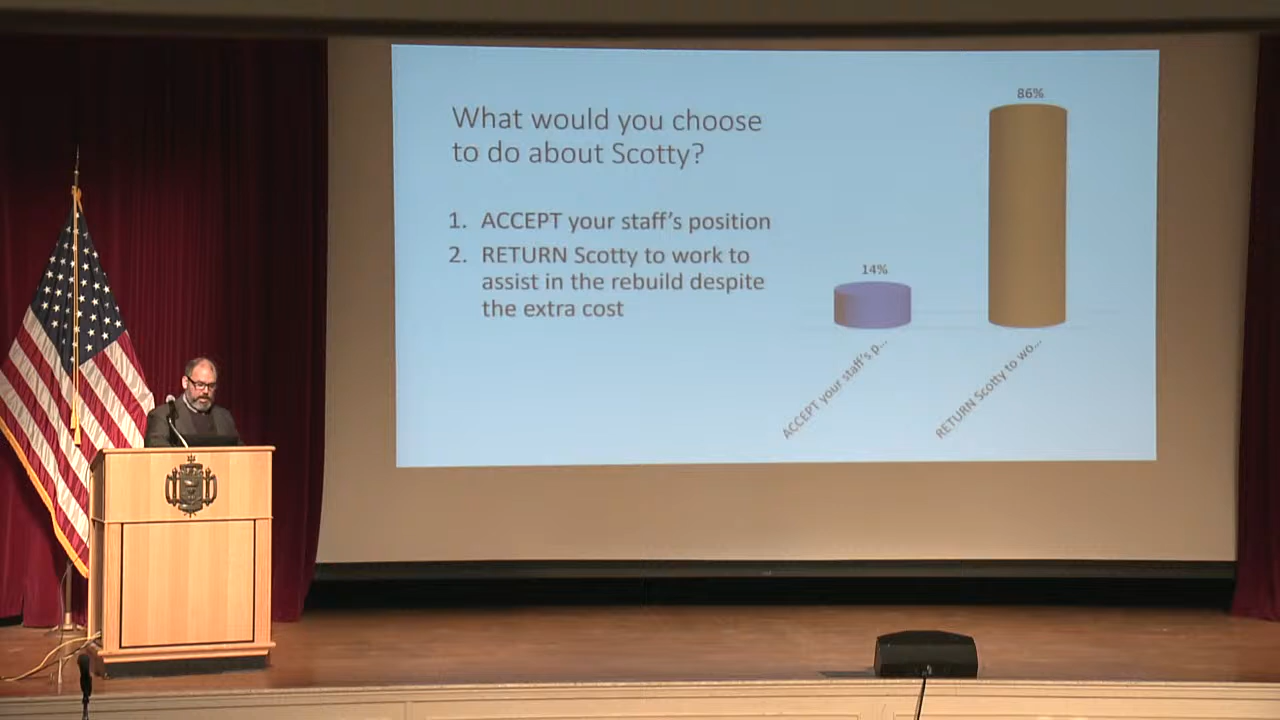 What would you choose
to do about Scotty?
1. ACCEPT your staff's position
2. RETURN Scotty to work to
assist in the rebuild despite
the extra cost
86%
14%
ACCEPT your staff's p...
RETURN Scotty to wo...